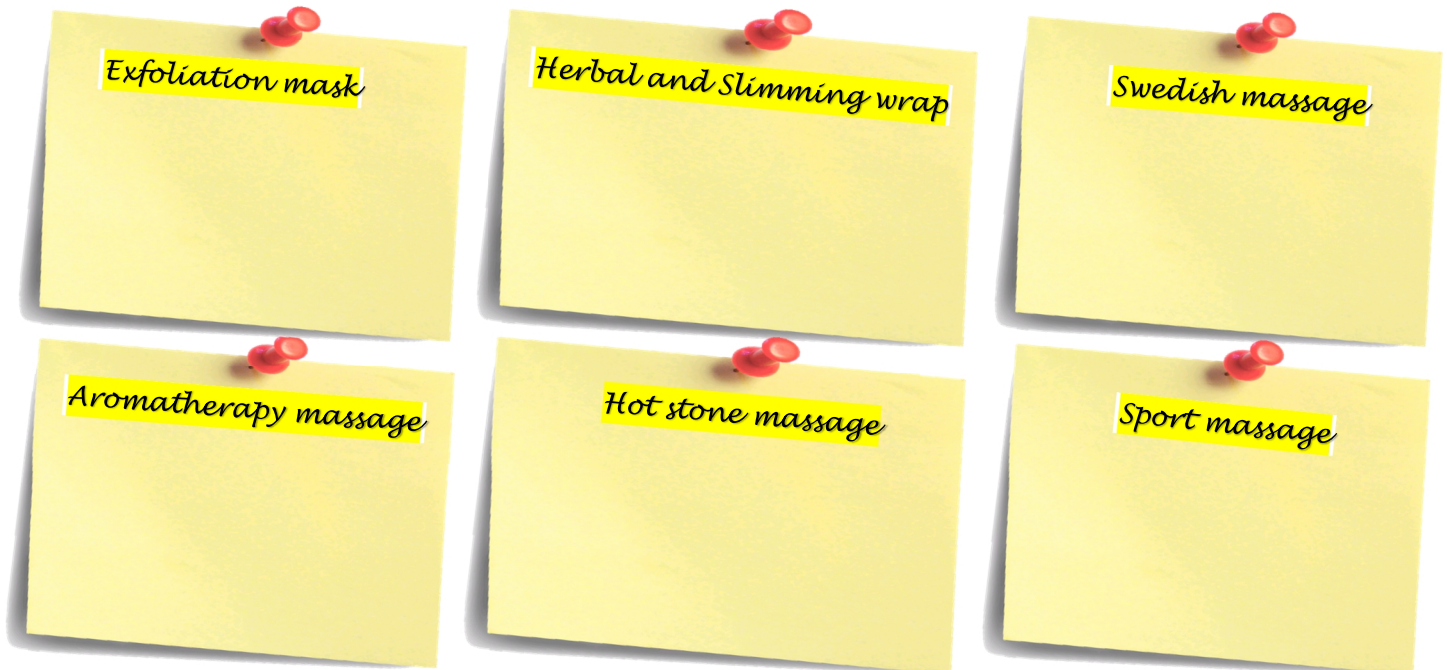 Exfoliation mask
Herbal and Slimming wrap
Swedish massage
Aromatherapy massage
Hot stone massage
Sport massage